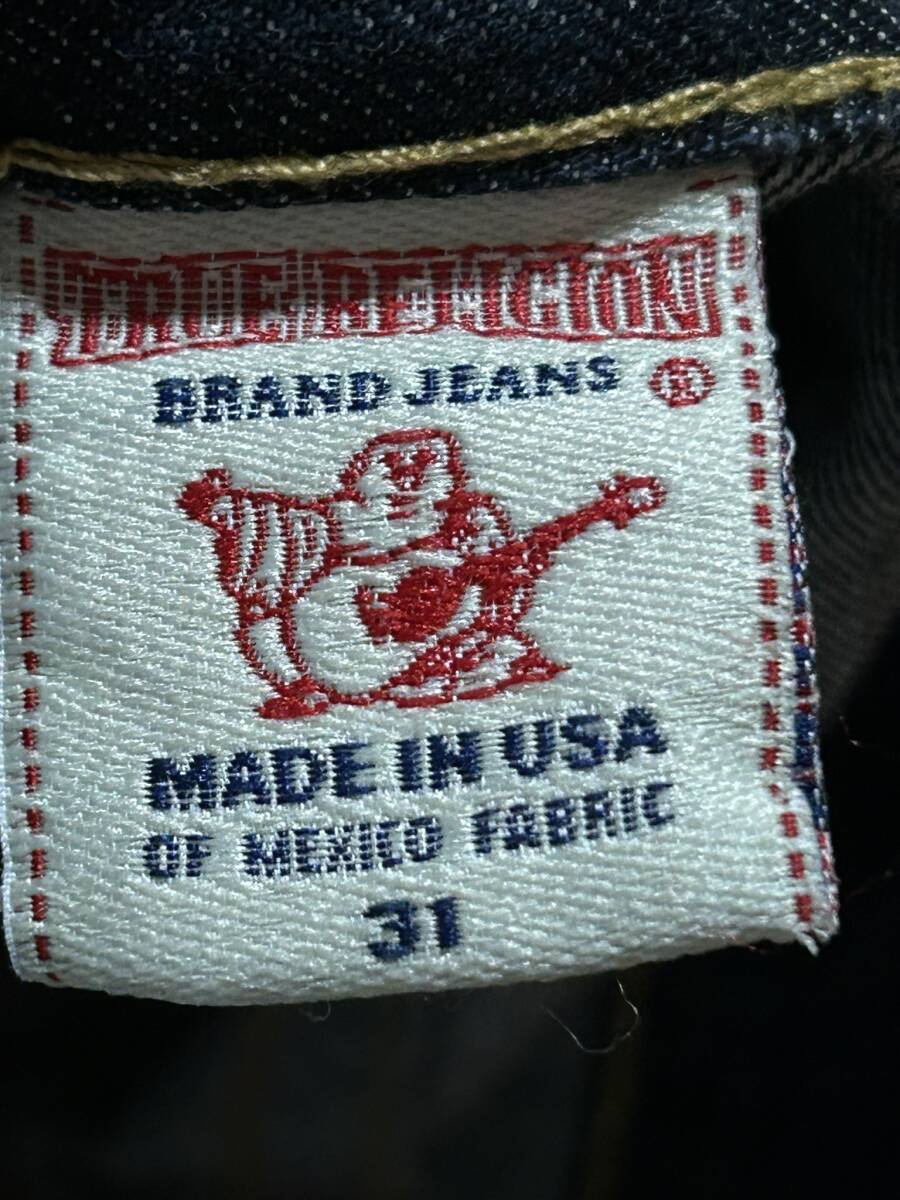 TRUE RELIGION
BRAND JEANS ®
MADE IN USA
OF MEXICO FABRIC
31